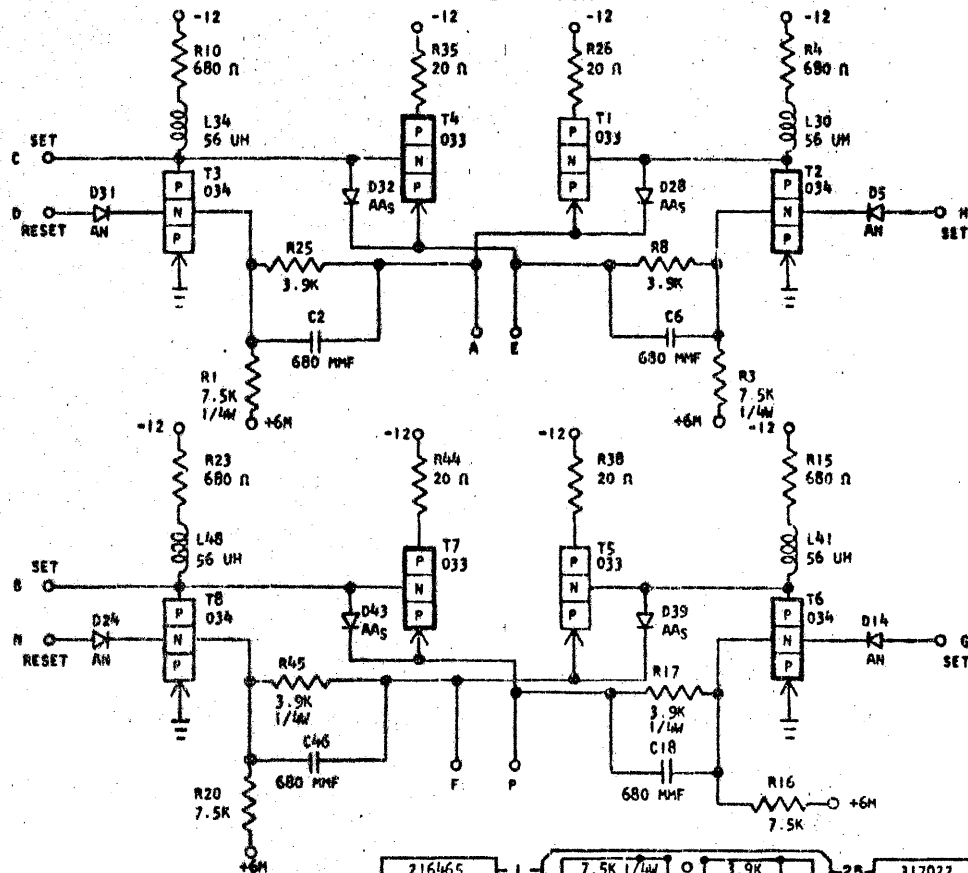 -12 -12 -12 -12
R10 680 Ω R35 20 Ω R26 20 Ω R4 680 Ω
L34 56 UH T4 033 T1 033 L30 56 UH
C SET
P N P P N P
T3 034 D32 AAS D28 AAS T2 034
D RESET D31 AN P N P P N P D5 AN H SET
R25 3.9K R8 3.9K
C2 680 MMF A E C6 680 MMF
R1 7.5K 1/4W R3 7.5K 1/4W
+6M +6M
-12 -12 -12 -12
R23 680 Ω R44 20 Ω R38 20 Ω R15 680 Ω
L48 56 UH T7 033 T5 033 L41 56 UH
B SET
P N P P N P
T8 034 D43 AAS D39 AAS T6 034
N RESET D24 AN P N P P N P D14 AN G SET
R45 3.9K 1/4W R17 3.9K 1/4W
C46 680 MMF F P C18 680 MMF
R20 7.5K R16 7.5K +6M
+6M
216465 1 7.5K 1/4W 3.9K 25 317022